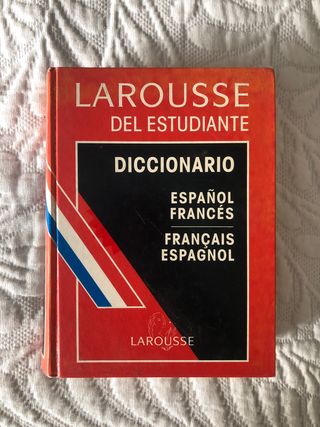 LAROUSSE
DEL ESTUDIANTE
DICCIONARIO
ESPAÑOL
FRANCÉS
FRANÇAIS
ESPAGNOL
LAROUSSE